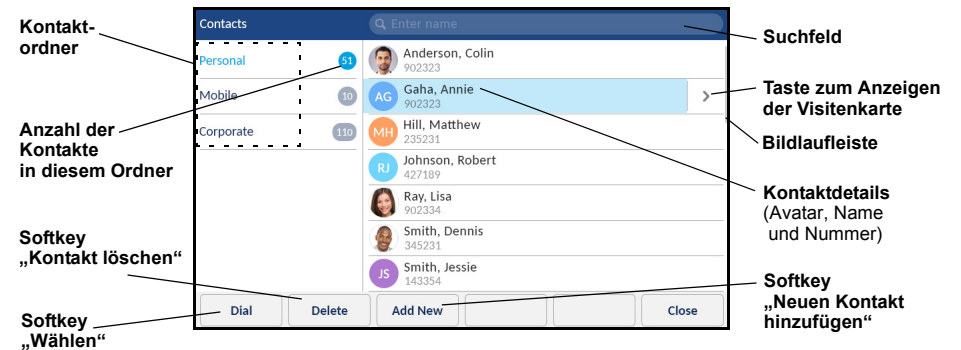 Kontakt-
ordner
Anzahl der
Kontakte
in diesem Ordner
Softkey
„Kontakt löschen“
Softkey
„Wählen“
Contacts
Enter name
Personal 51
Mobile 10
Corporate 110
Anderson, Colin
902323
AG Gaha, Annie
902323
MH Hill, Matthew
235231
RJ Johnson, Robert
427189
Ray, Lisa
902334
Smith, Dennis
345231
JS Smith, Jessie
143354
Dial Delete Add New Close
Suchfeld
Taste zum Anzeigen
der Visitenkarte
Bildlaufleiste
Kontaktdetails
(Avatar, Name
und Nummer)
Softkey
„Neuen Kontakt
hinzufügen“